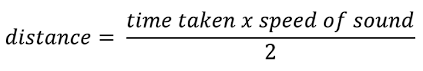 distance = time taken x speed of sound
2